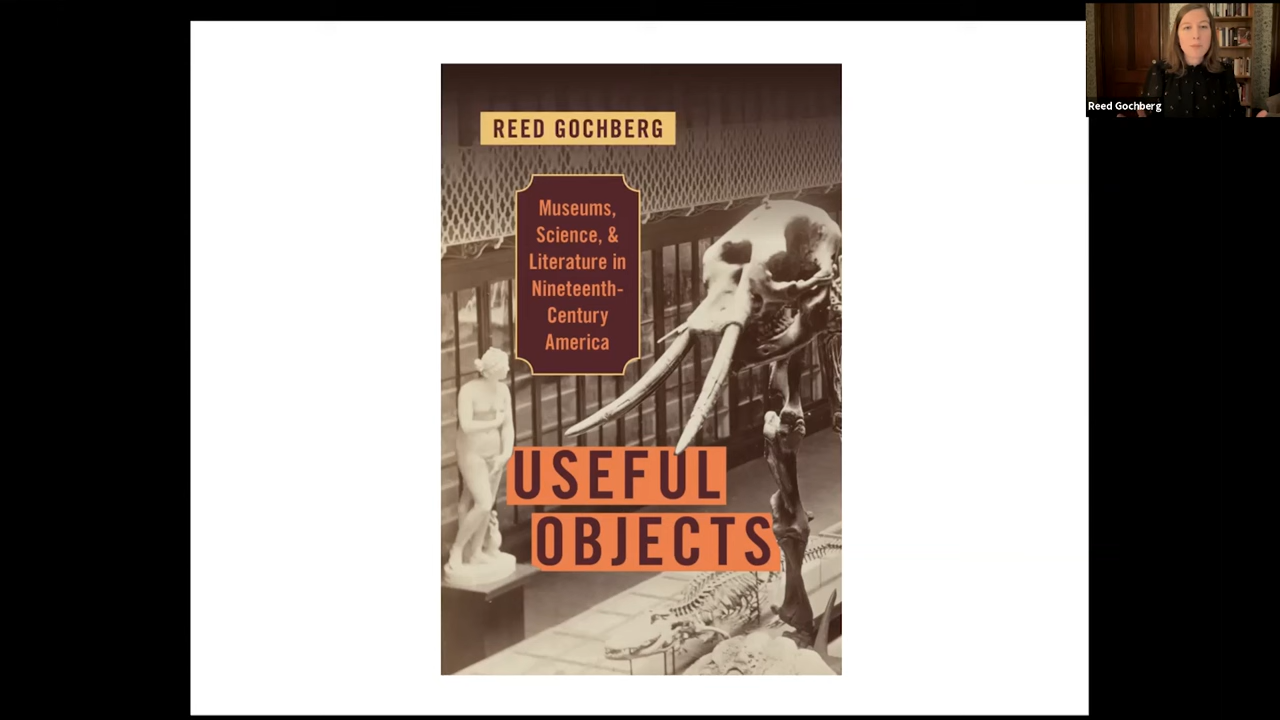 REED GOCHBERG
Museums,
Science, &
Literature in
Nineteenth-
Century
America
USEFUL
OBJECTS
Reed Gochberg